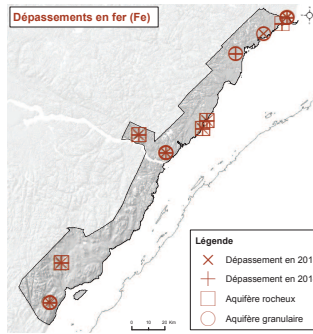 Dépassements en fer (Fe)
0 10 20 Km
Légende
Dépassement en 201
Dépassement en 201
Aquifère rocheux
Aquifère granulaire